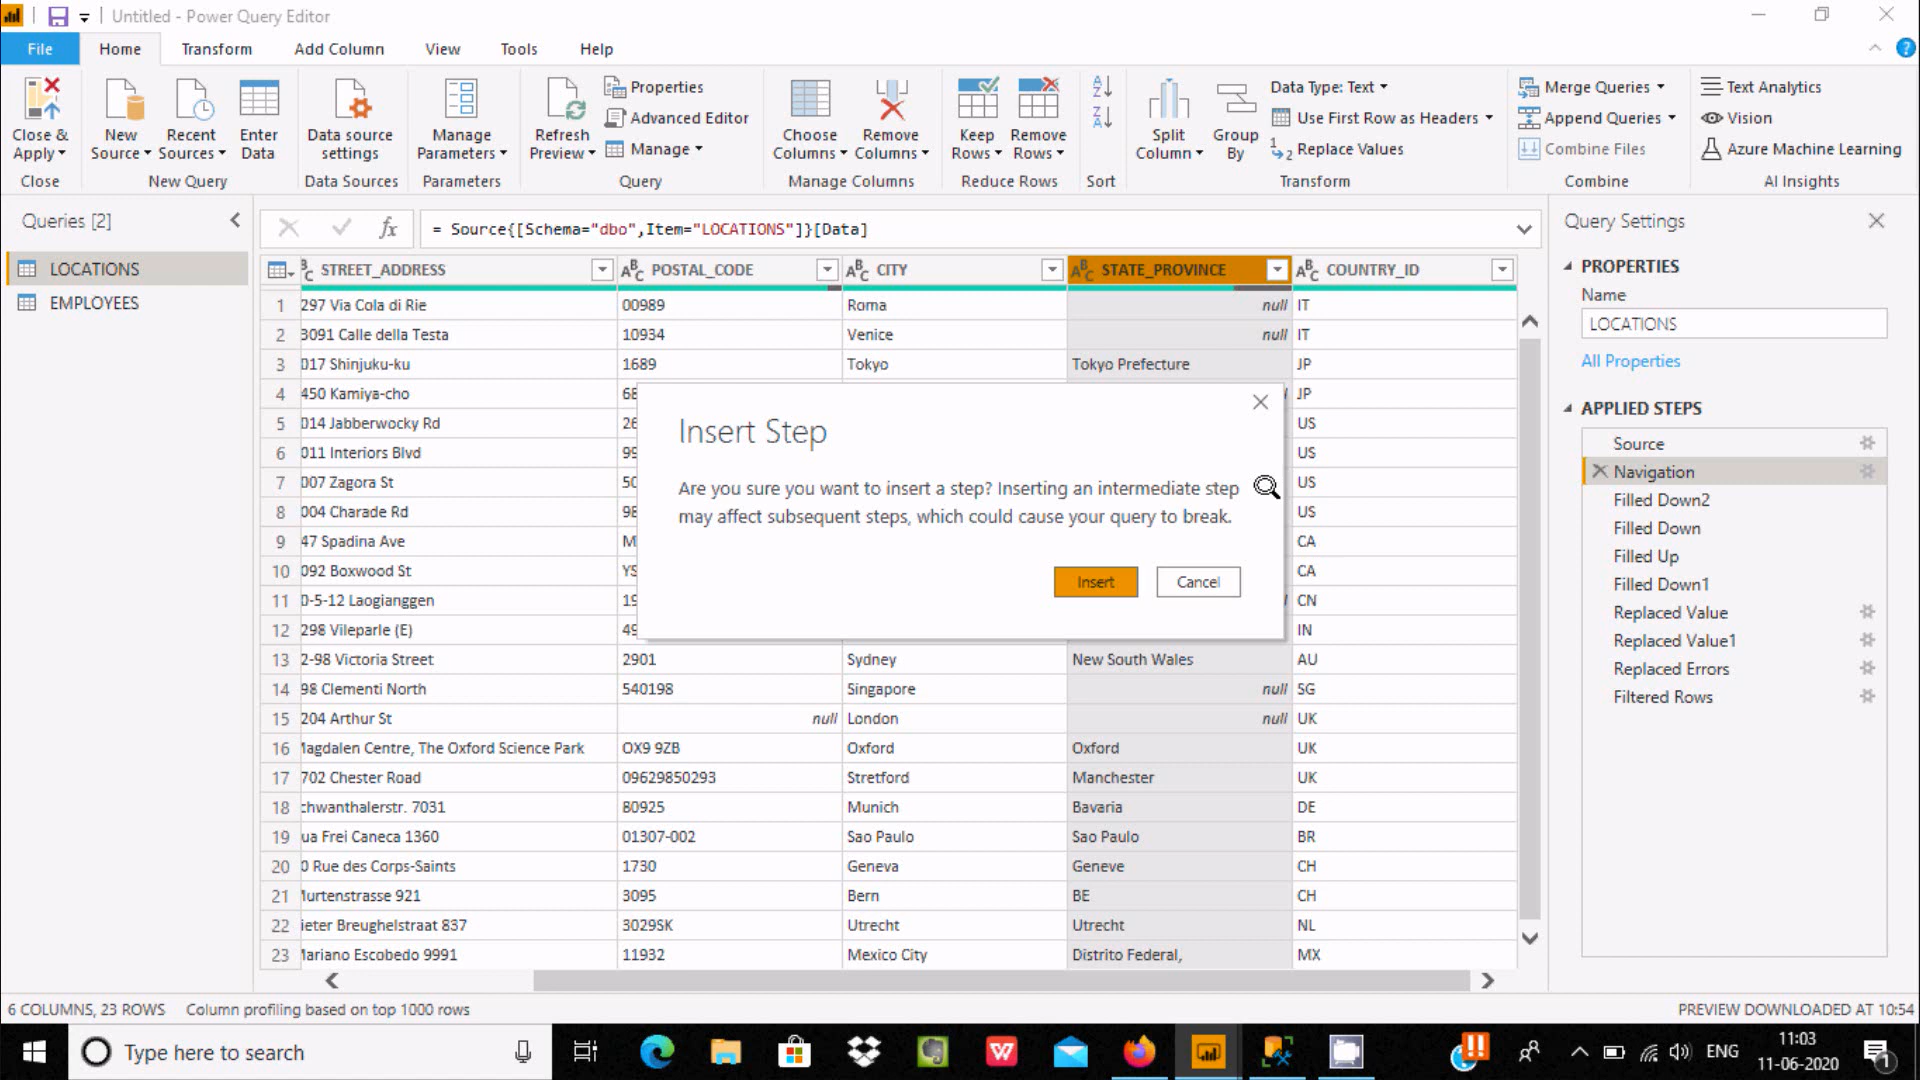 Untitled - Power Query Editor
File Home Transform Add Column View Tools Help
Close & Apply
Close
New Source
Recent Sources
Enter Data
New Query
Data source settings
Data Sources
Manage Parameters
Parameters
Refresh Preview
Properties
Advanced Editor
Manage
Query
Choose Columns
Remove Columns
Manage Columns
Keep Rows
Remove Rows
Reduce Rows
Sort
Split Column
Group By
Data Type: Text
Use First Row as Headers
Replace Values
Transform
Merge Queries
Append Queries
Combine Files
Combine
Text Analytics
Vision
Azure Machine Learning
AI Insights
Queries [2]
LOCATIONS
EMPLOYEES
fx = Source{[Schema="dbo",Item="LOCATIONS"]}[Data]
STREET_ADDRESS POSTAL_CODE CITY STATE_PROVINCE COUNTRY_ID
1 297 Via Cola di Rie 00989 Roma null IT
2 3091 Calle della Testa 10934 Venice null IT
3 017 Shinjuku-ku 1689 Tokyo Tokyo Prefecture JP
4 450 Kamiya-cho 68 JP
5 014 Jabberwocky Rd 26 US
6 011 Interiors Blvd 99 US
7 007 Zagora St 50 US
8 004 Charade Rd 98 US
9 47 Spadina Ave M CA
10 092 Boxwood St YS CA
11 0-5-12 Laogianggen 19 CN
12 298 Vileparle (E) 49 IN
13 2-98 Victoria Street 2901 Sydney New South Wales AU
14 98 Clementi North 540198 Singapore null SG
15 204 Arthur St null London null UK
16 Magdalen Centre, The Oxford Science Park OX9 9ZB Oxford Oxford UK
17 702 Chester Road 09629850293 Stretford Manchester UK
18 chwanthalerstr. 7031 80925 Munich Bavaria DE
19 ua Frei Caneca 1360 01307-002 Sao Paulo Sao Paulo BR
20 0 Rue des Corps-Saints 1730 Geneva Geneve CH
21 Murtenstrasse 921 3095 Bern BE CH
22 ieter Breughelstraat 837 3029SK Utrecht Utrecht NL
23 Mariano Escobedo 9991 11932 Mexico City Distrito Federal, MX
Insert Step
Are you sure you want to insert a step? Inserting an intermediate step
may affect subsequent steps, which could cause your query to break.
Insert Cancel
Query Settings
PROPERTIES
Name
LOCATIONS
All Properties
APPLIED STEPS
Source
Navigation
Filled Down2
Filled Down
Filled Up
Filled Down1
Replaced Value
Replaced Value1
Replaced Errors
Filtered Rows
6 COLUMNS, 23 ROWS Column profiling based on top 1000 rows
PREVIEW DOWNLOADED AT 10:54
Type here to search
ENG
11:03
11-06-2020
1